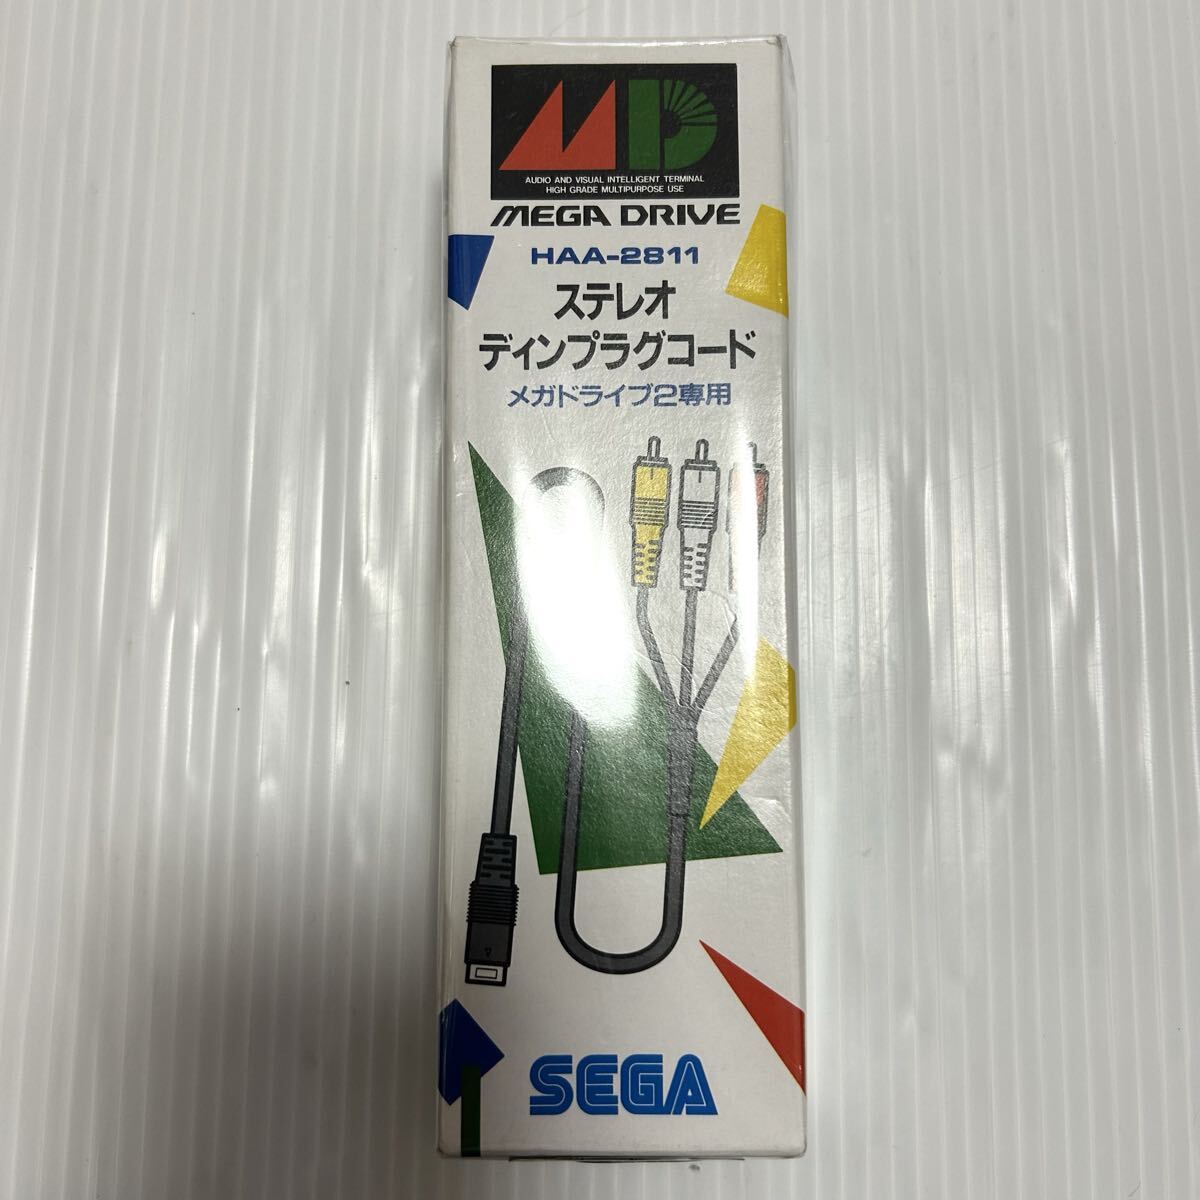 MD
AUDIO AND VISUAL INTELLIGENT TERMINAL
HIGH GRADE MULTIPURPOSE USE
MEGA DRIVE
HAA-2811
ステレオ
ディンプラグコード
メガドライブ2専用
SEGA